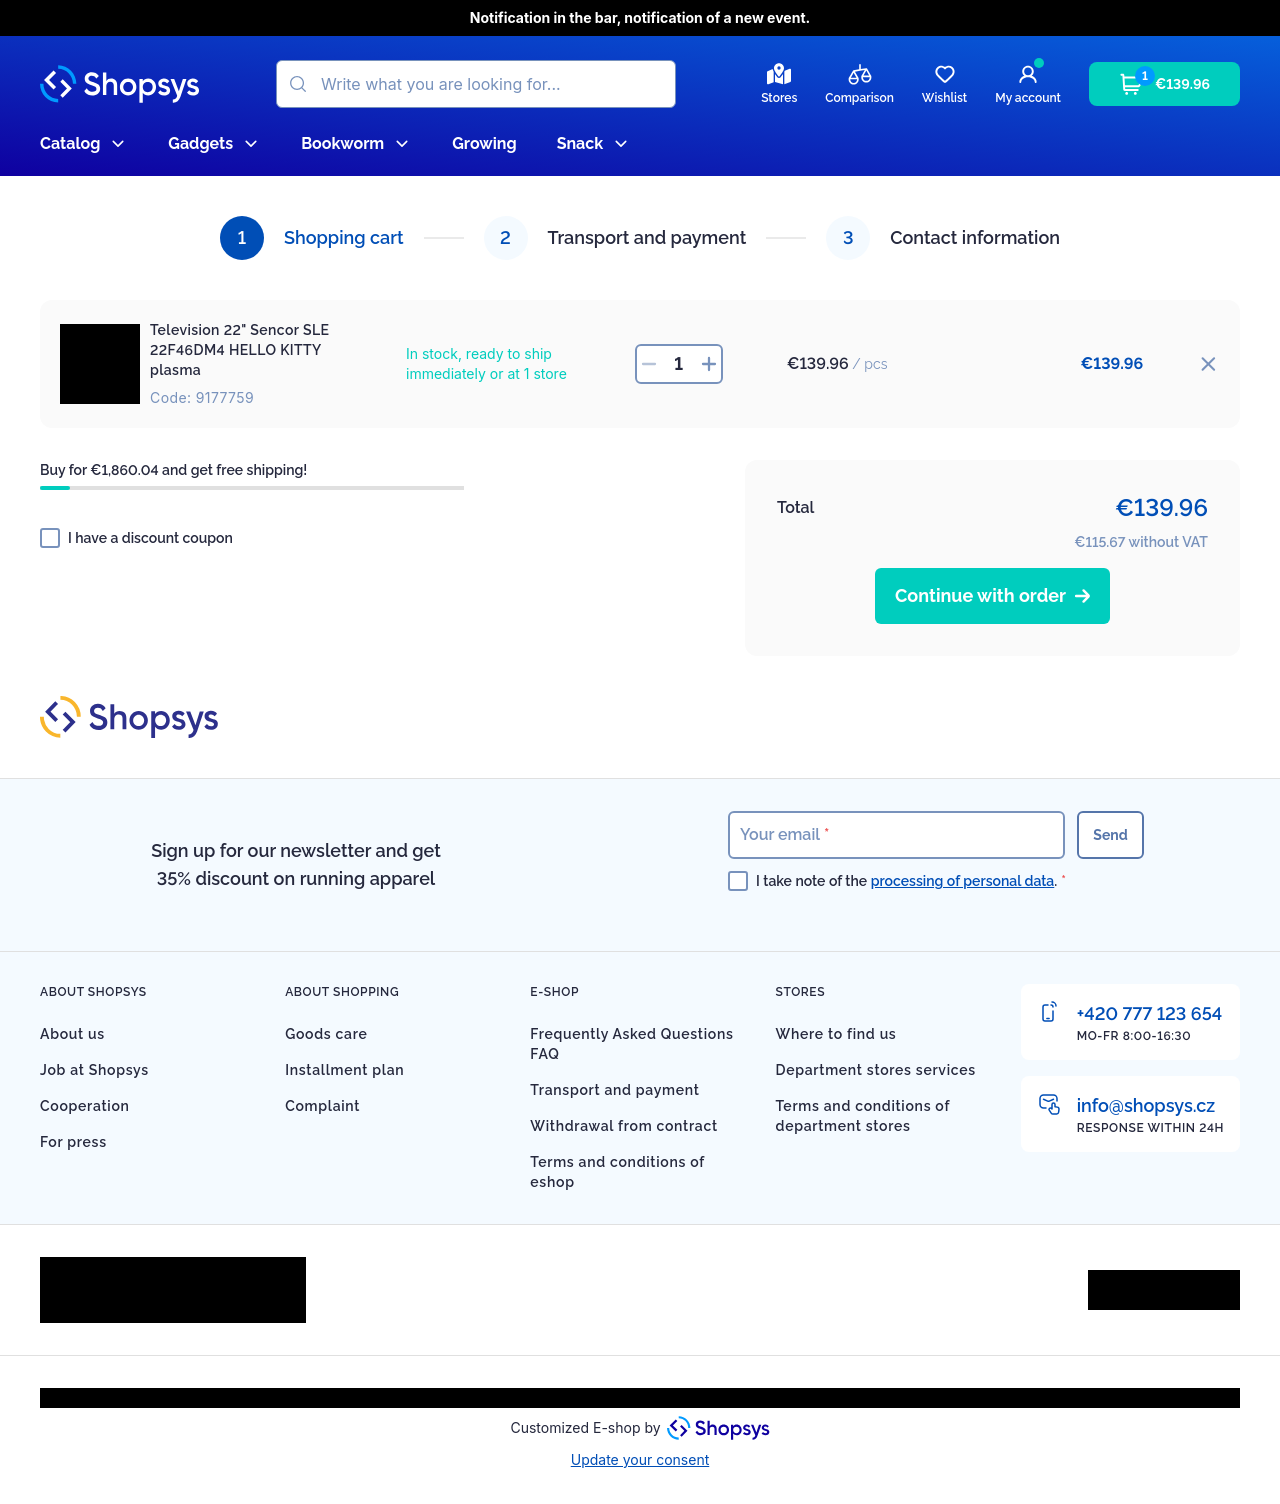 Notification in the bar, notification of a new event.
Shopsys
Write what you are looking for...
Stores
Comparison
Wishlist
My account
1
€139.96
Catalog
Gadgets
Bookworm
Growing
Snack
1 Shopping cart
2 Transport and payment
3 Contact information
Television 22" Sencor SLE
22F46DM4 HELLO KITTY
plasma
Code: 9177759
In stock, ready to ship
immediately or at 1 store
1
€139.96 / pcs
€139.96
Buy for €1,860.04 and get free shipping!
I have a discount coupon
Total
€139.96
€115.67 without VAT
Continue with order
Shopsys
Sign up for our newsletter and get
35% discount on running apparel
Your email *
Send
I take note of the processing of personal data. *
ABOUT SHOPSYS
About us
Job at Shopsys
Cooperation
For press
ABOUT SHOPPING
Goods care
Installment plan
Complaint
E-SHOP
Frequently Asked Questions
FAQ
Transport and payment
Withdrawal from contract
Terms and conditions of
eshop
STORES
Where to find us
Department stores services
Terms and conditions of
department stores
+420 777 123 654
MO-FR 8:00-16:30
info@shopsys.cz
RESPONSE WITHIN 24H
Customized E-shop by Shopsys
Update your consent